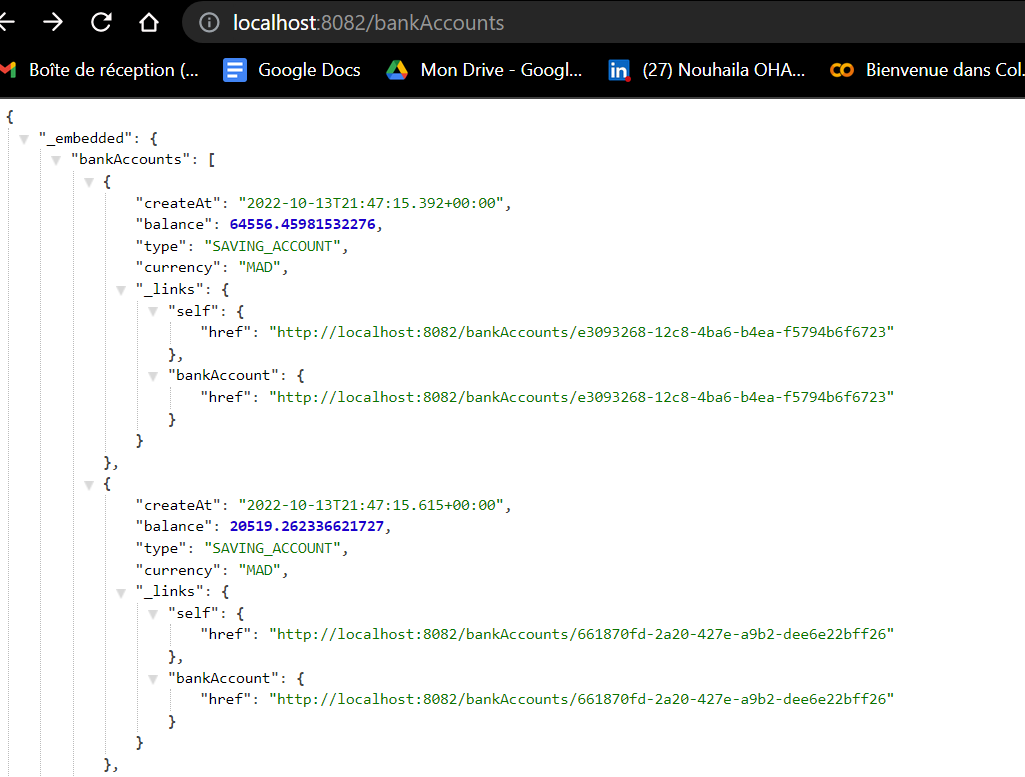 localhost:8082/bankAccounts
Boîte de réception (... Google Docs Mon Drive - Googl... in (27) Nouhaila OHA... Bienvenue dans Col.
{
"_embedded": {
"bankAccounts": [
{
"createAt": "2022-10-13T21:47:15.392+00:00",
"balance": 64556.45981532276,
"type": "SAVING_ACCOUNT",
"currency": "MAD",
"_links": {
"self": {
"href": "http://localhost:8082/bankAccounts/e3093268-12c8-4ba6-b4ea-f5794b6f6723"
},
"bankAccount": {
"href": "http://localhost:8082/bankAccounts/e3093268-12c8-4ba6-b4ea-f5794b6f6723"
}
}
},
{
"createAt": "2022-10-13T21:47:15.615+00:00",
"balance": 20519.262336621727,
"type": "SAVING_ACCOUNT",
"currency": "MAD",
"_links": {
"self": {
"href": "http://localhost:8082/bankAccounts/661870fd-2a20-427e-a9b2-dee6e22bff26"
},
"bankAccount": {
"href": "http://localhost:8082/bankAccounts/661870fd-2a20-427e-a9b2-dee6e22bff26"
}
}
},